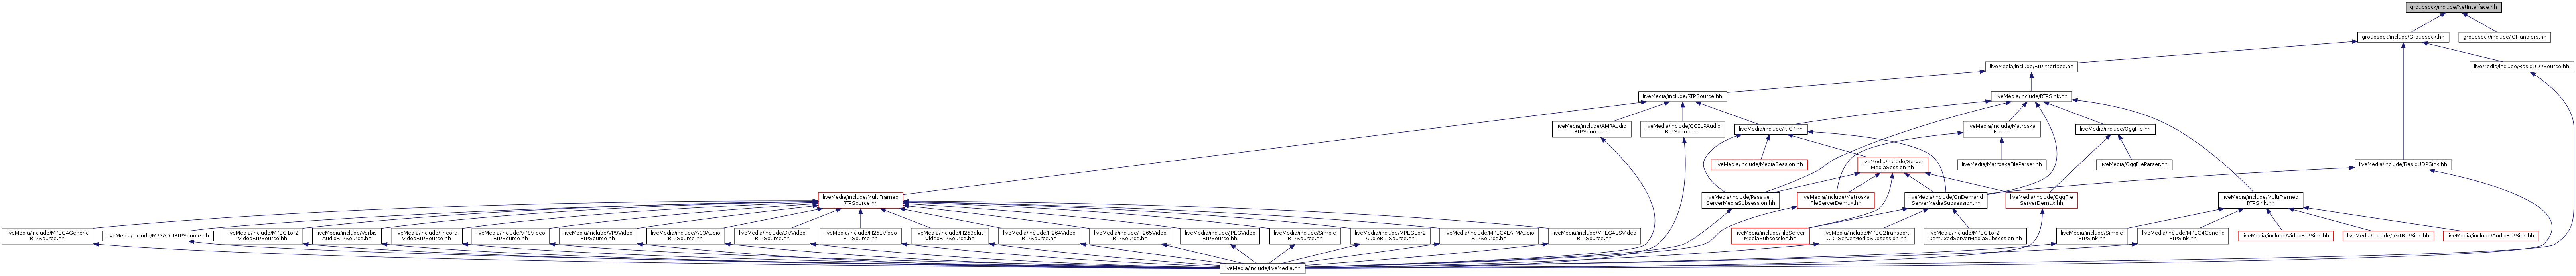 groupsock/include/NetInterface.hh
groupsock/include/Groupsock.hh
groupsock/include/IOHandlers.hh
liveMedia/include/RTPInterface.hh
liveMedia/include/BasicUDPSource.hh
liveMedia/include/RTPSource.hh
liveMedia/include/RTPSink.hh
liveMedia/include/AMRAudio
RTPSource.hh
liveMedia/include/QCELPAudio
RTPSource.hh
liveMedia/include/RTCP.hh
liveMedia/include/Matroska
File.hh
liveMedia/include/OggFile.hh
liveMedia/include/MediaSession.hh
liveMedia/include/Server
MediaSession.hh
liveMedia/include/MatroskaFileParser.hh
liveMedia/include/OggFileParser.hh
liveMedia/include/BasicUDPSink.hh
liveMedia/include/MultiFramed
RTPSource.hh
liveMedia/include/Passive
ServerMediaSubsession.hh
liveMedia/include/Matroska
FileServerDemux.hh
liveMedia/include/OnDemand
ServerMediaSubsession.hh
liveMedia/include/OggFile
ServerDemux.hh
liveMedia/include/MultiFramed
RTPSink.hh
liveMedia/include/MPEG4Generic
RTPSource.hh
liveMedia/include/MP3ADURTPSource.hh
liveMedia/include/MPEG1or2
VideoRTPSource.hh
liveMedia/include/Vorbis
AudioRTPSource.hh
liveMedia/include/Theora
VideoRTPSource.hh
liveMedia/include/VP8Video
RTPSource.hh
liveMedia/include/VP9Video
RTPSource.hh
liveMedia/include/AC3Audio
RTPSource.hh
liveMedia/include/DVVideo
RTPSource.hh
liveMedia/include/H261Video
RTPSource.hh
liveMedia/include/H263plus
VideoRTPSource.hh
liveMedia/include/H264Video
RTPSource.hh
liveMedia/include/H265Video
RTPSource.hh
liveMedia/include/JPEGVideo
RTPSource.hh
liveMedia/include/Simple
RTPSource.hh
liveMedia/include/MPEG1or2
AudioRTPSource.hh
liveMedia/include/MPEG4LATMAudio
RTPSource.hh
liveMedia/include/MPEG4ESVideo
RTPSource.hh
liveMedia/include/FileServer
MediaSubsession.hh
liveMedia/include/MPEG2Transport
UDPServerMediaSubsession.hh
liveMedia/include/MPEG1or2
DemuxedServerMediaSubsession.hh
liveMedia/include/Simple
RTPSink.hh
liveMedia/include/MPEG4Generic
RTPSink.hh
liveMedia/include/VideoRTPSink.hh
liveMedia/include/TextRTPSink.hh
liveMedia/include/AudioRTPSink.hh
liveMedia/include/liveMedia.hh